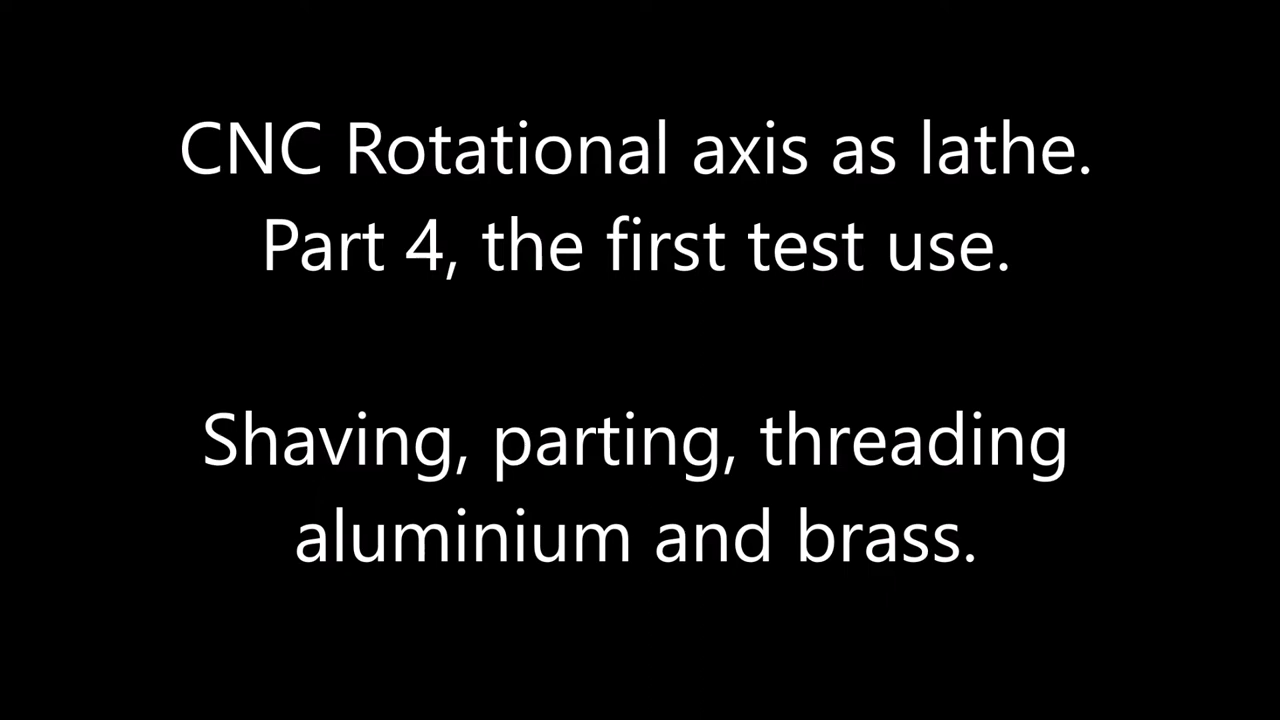 CNC Rotational axis as lathe.
Part 4, the first test use.
Shaving, parting, threading
aluminium and brass.